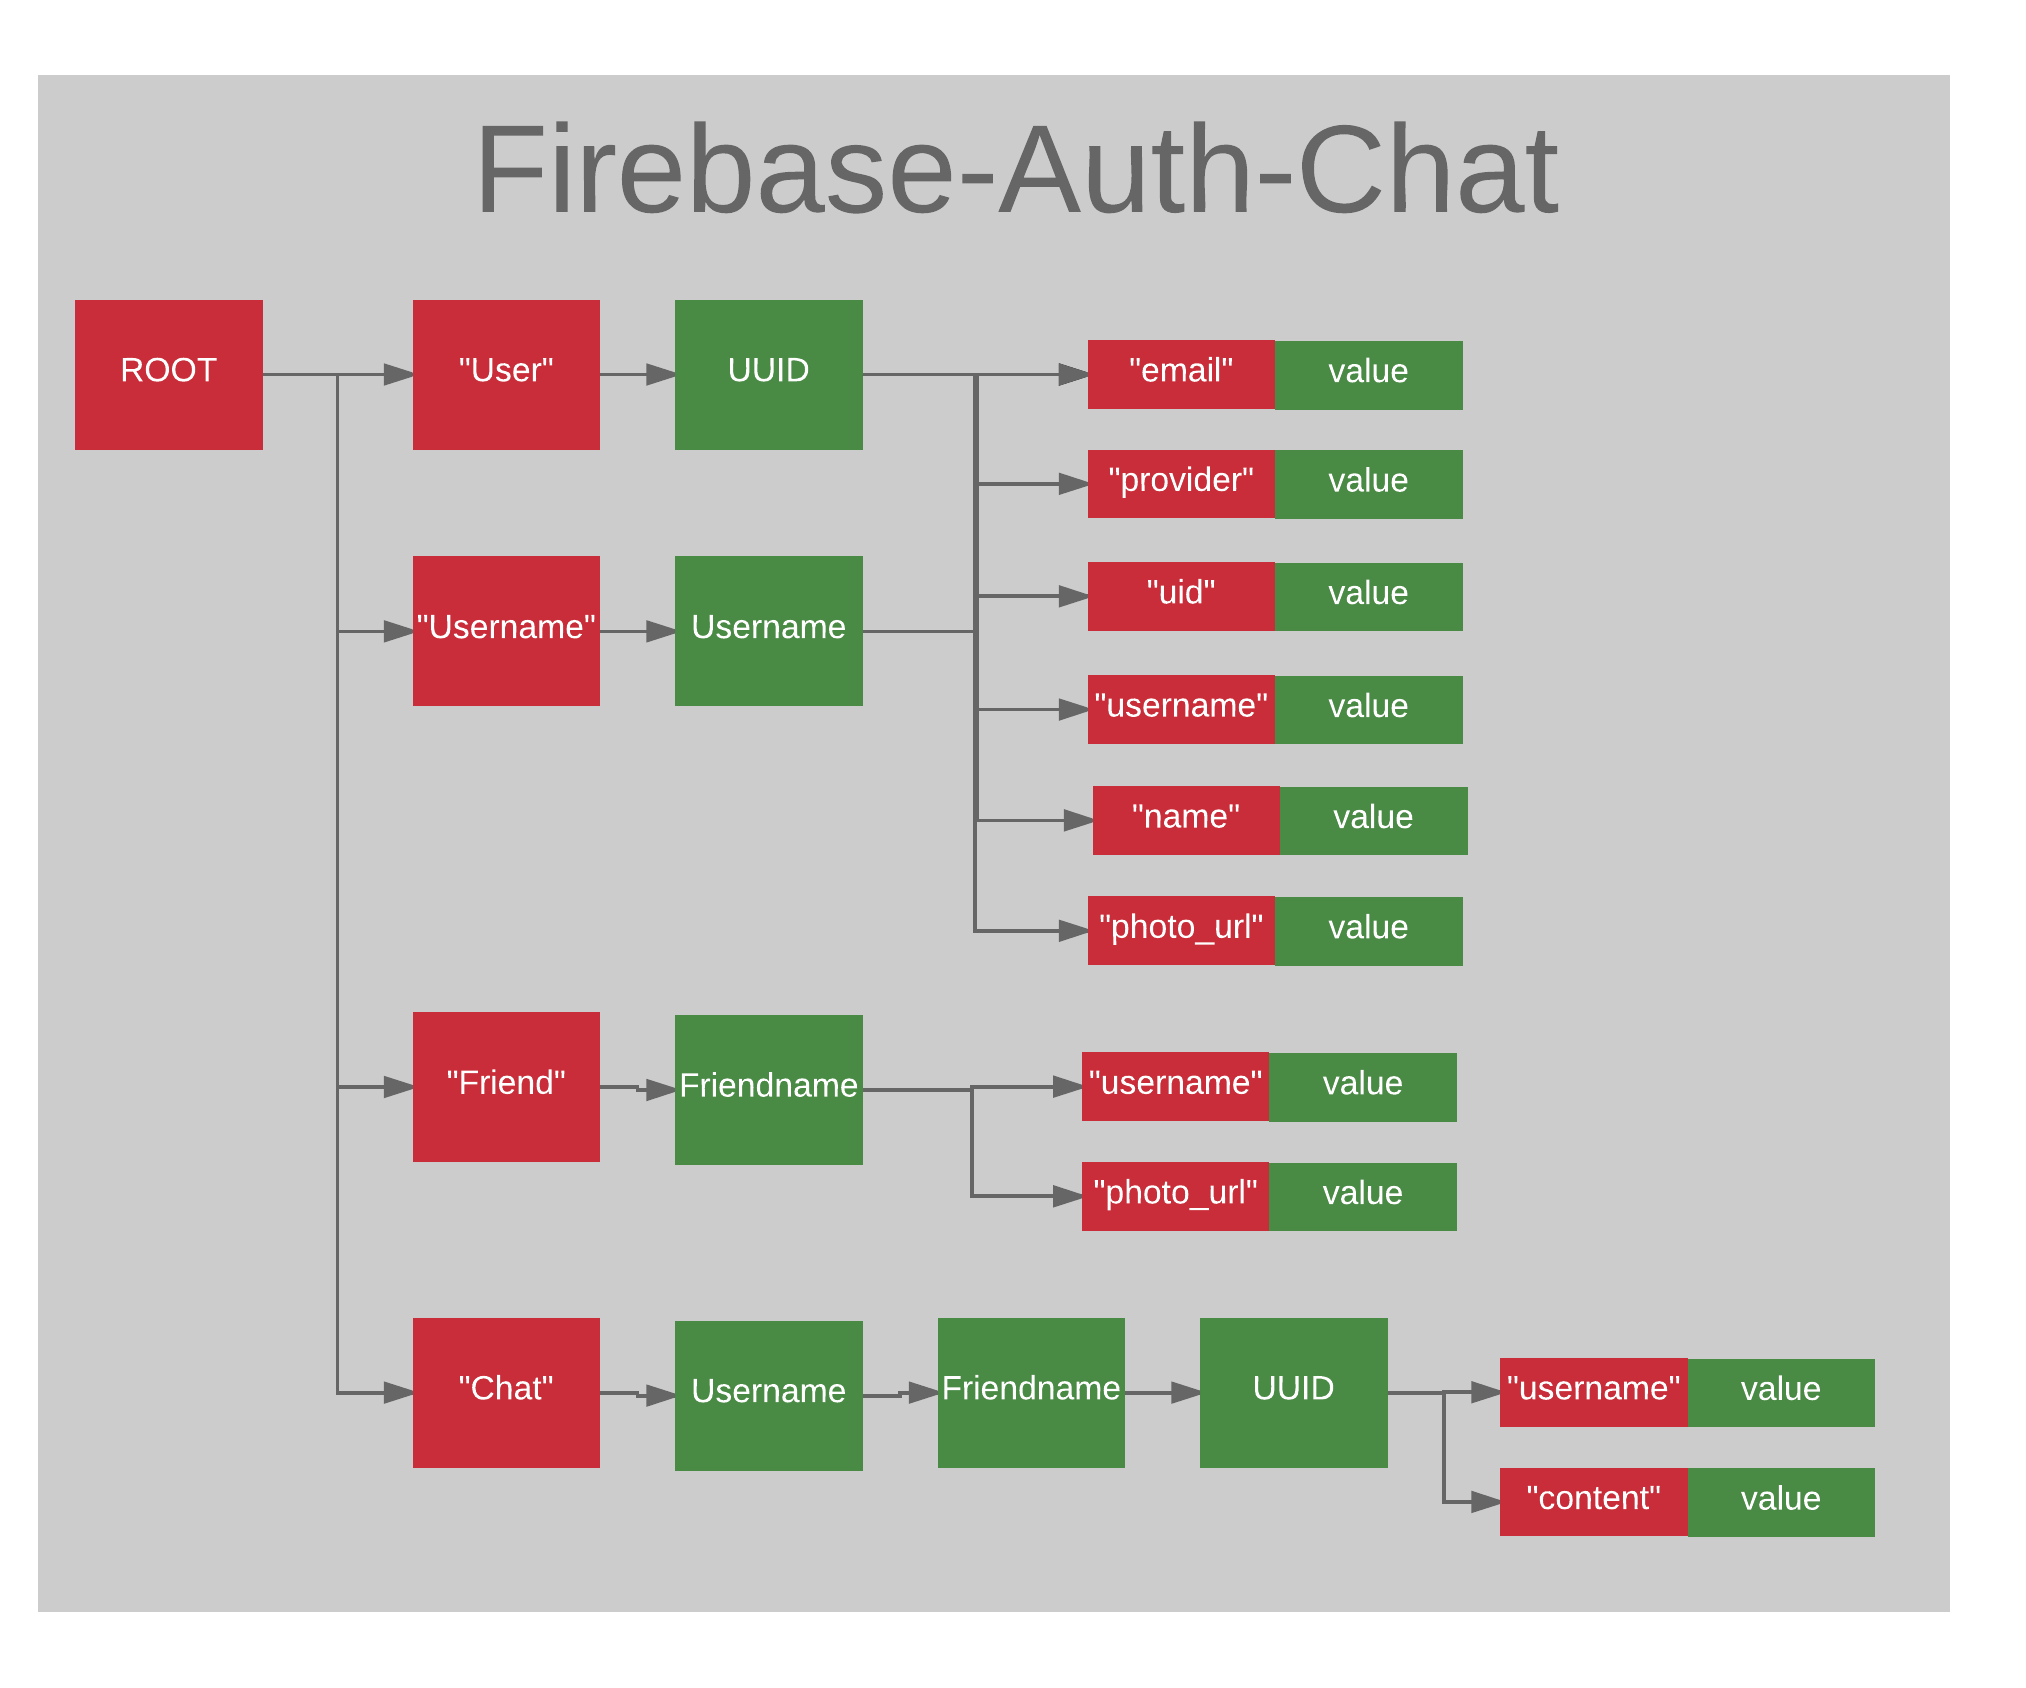 Firebase-Auth-Chat
ROOT
"User"
UUID
"email"
value
"provider"
value
"uid"
value
"Username"
Username
"username"
value
"name"
value
"photo_url"
value
"Friend"
Friendname
"username"
value
"photo_url"
value
"Chat"
Username
Friendname
UUID
"username"
value
"content"
value